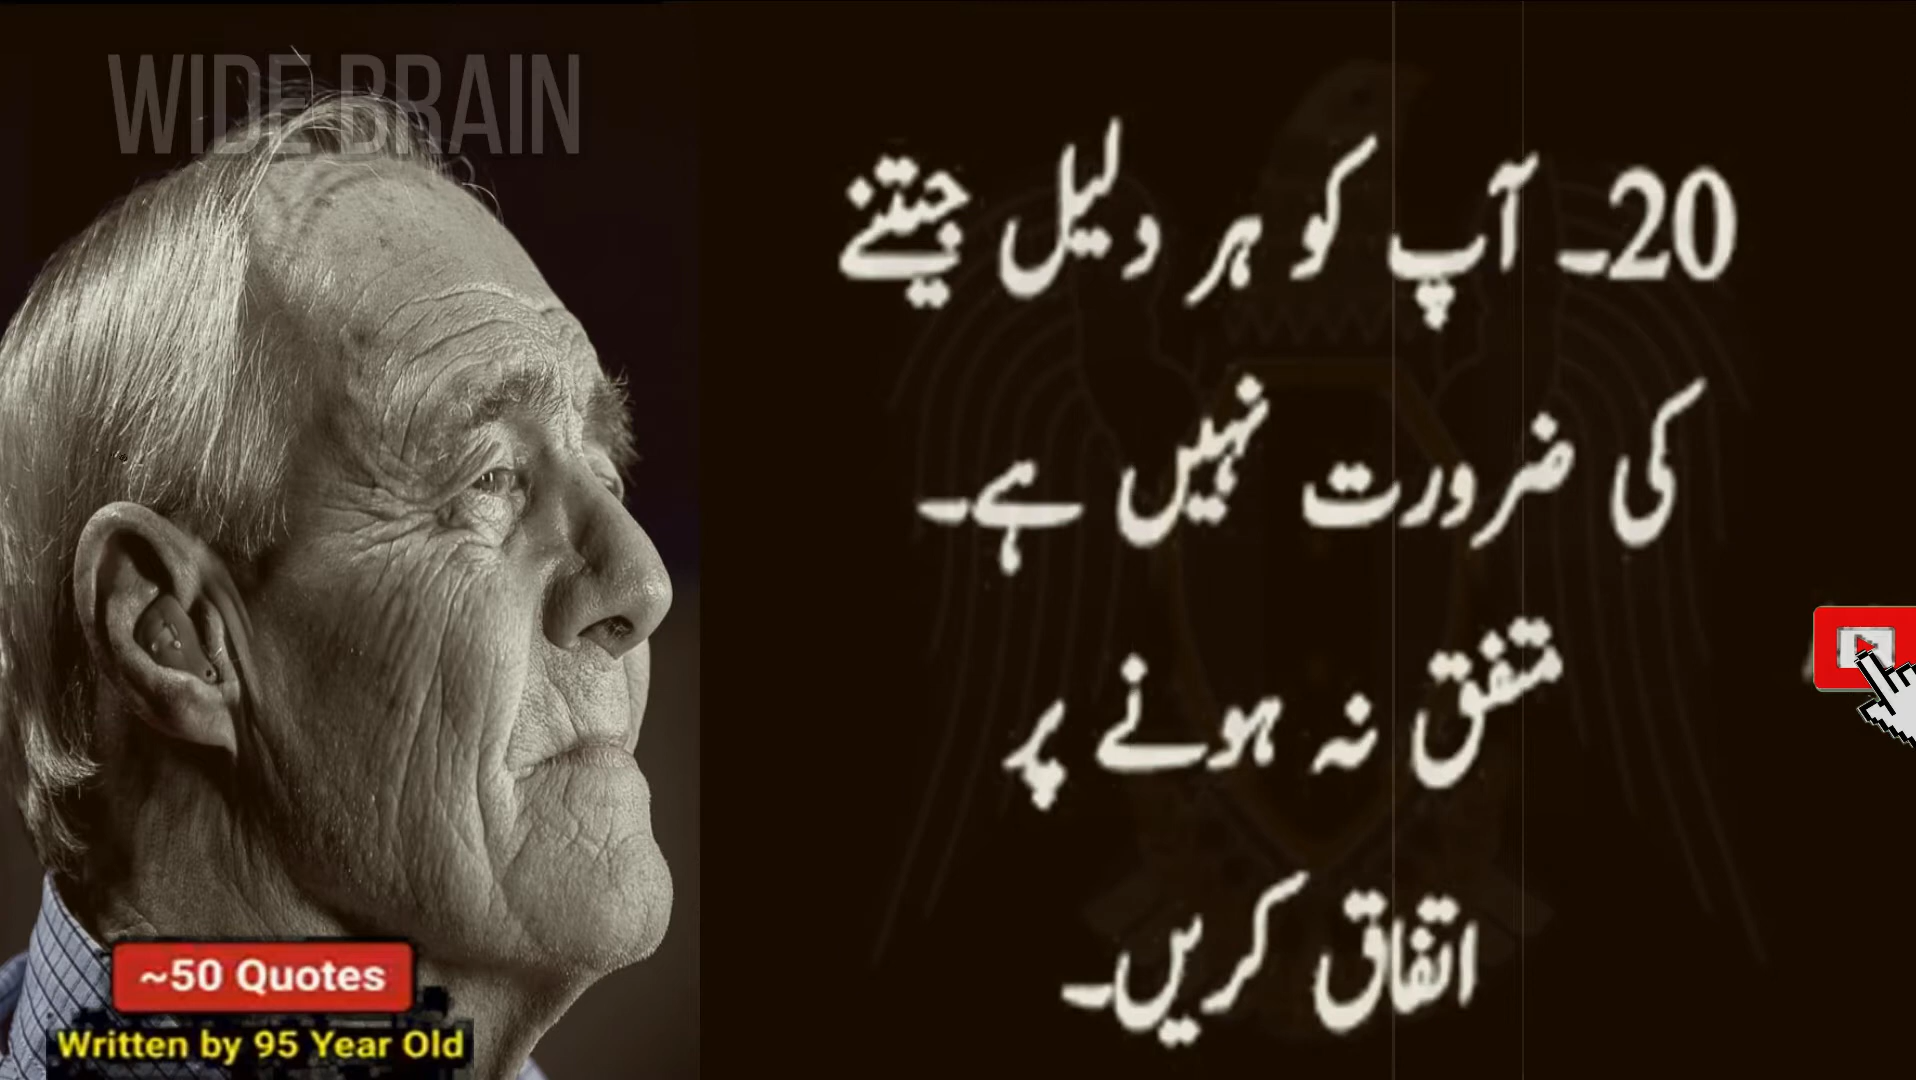 WIDE BRAIN
20۔ آپ کو ہر دلیل جیتنے
کی ضرورت نہیں ہے۔
متفق نہ ہونے پر
اتفاق کریں۔
~50 Quotes
Written by 95 Year Old